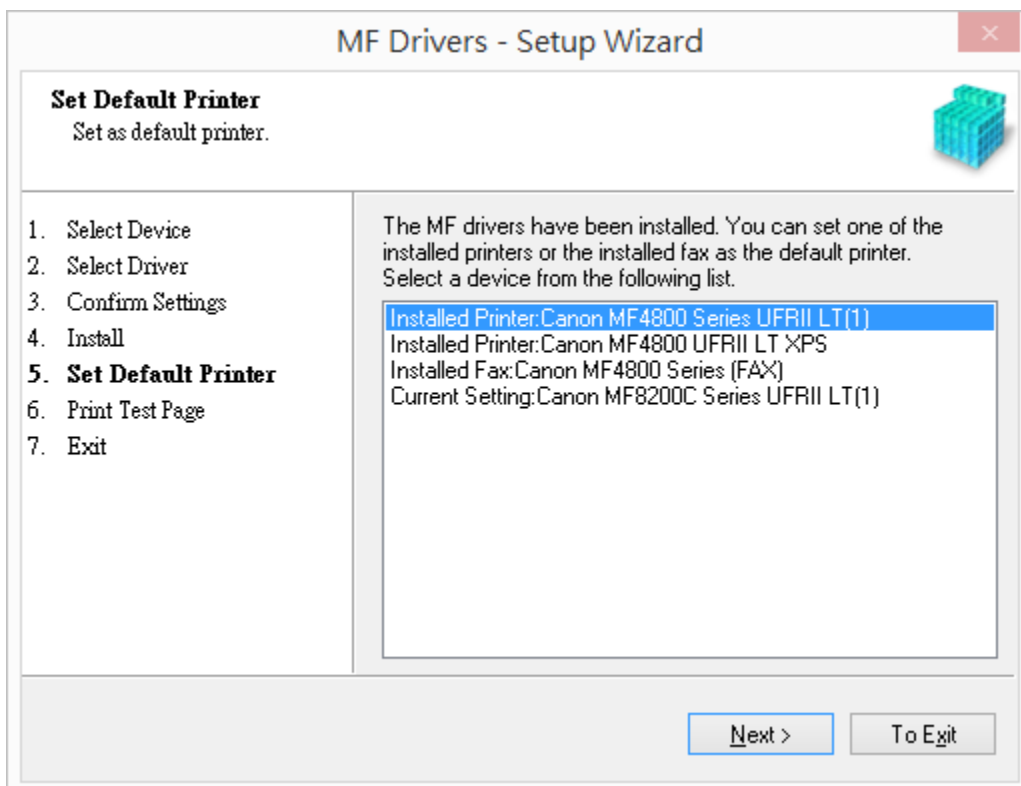 MF Drivers - Setup Wizard
Set Default Printer
Set as default printer.
1. Select Device
2. Select Driver
3. Confirm Settings
4. Install
5. Set Default Printer
6. Print Test Page
7. Exit
The MF drivers have been installed. You can set one of the
installed printers or the installed fax as the default printer.
Select a device from the following list.
Installed Printer:Canon MF4800 Series UFRII LT(1)
Installed Printer:Canon MF4800 UFRII LT XPS
Installed Fax:Canon MF4800 Series (FAX)
Current Setting:Canon MF8200C Series UFRII LT(1)
Next >
To Exit